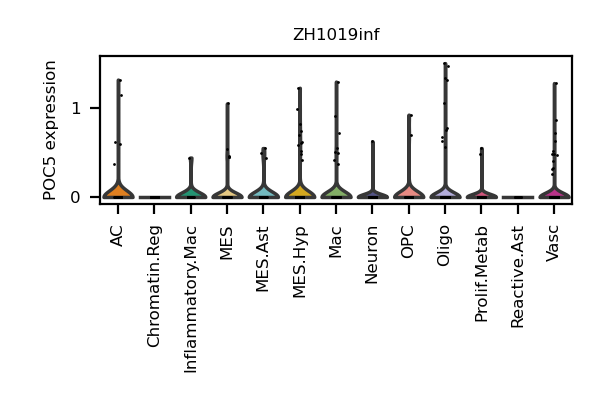 ZH1019inf
POC5 expression
1
0
AC
Chromatin.Reg
Inflammatory.Mac
MES
MES.Ast
MES.Hyp
Mac
Neuron
OPC
Oligo
Prolif.Metab
Reactive.Ast
Vasc